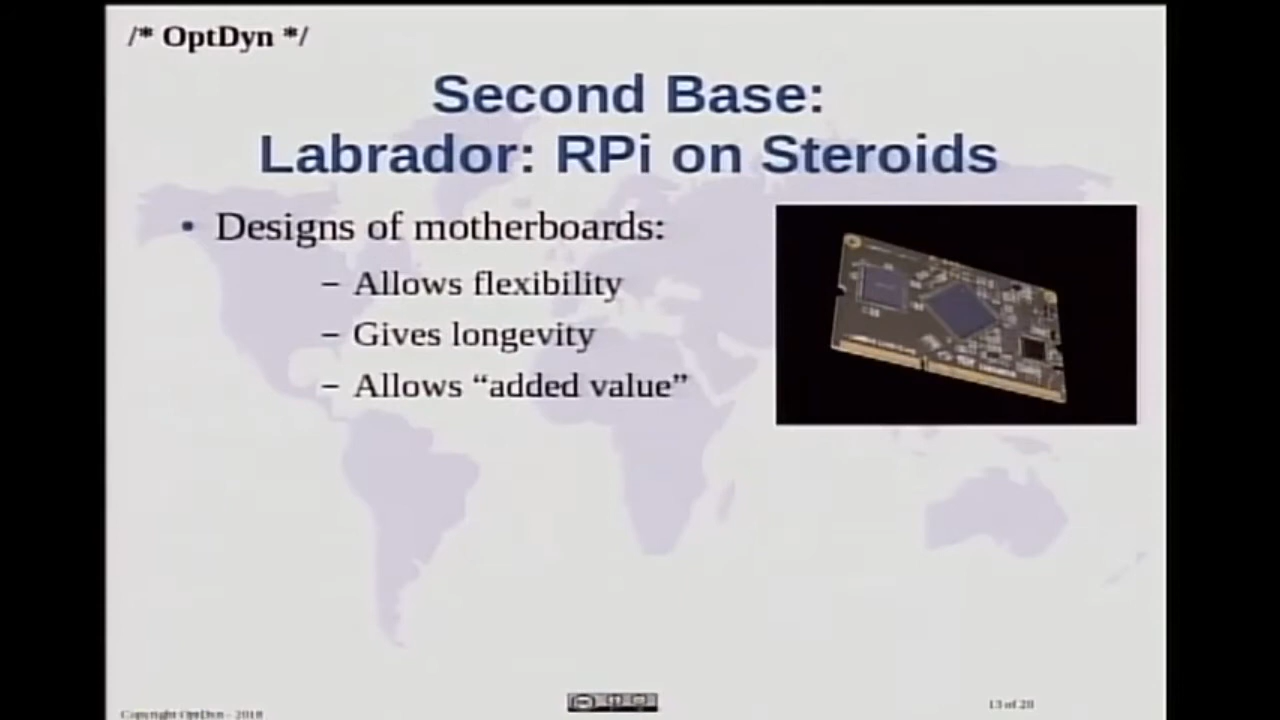 /* OptDyn */
Second Base:
Labrador: RPi on Steroids
• Designs of motherboards:
– Allows flexibility
– Gives longevity
– Allows “added value”
Copyright OptDyn - 2018
13 of 28